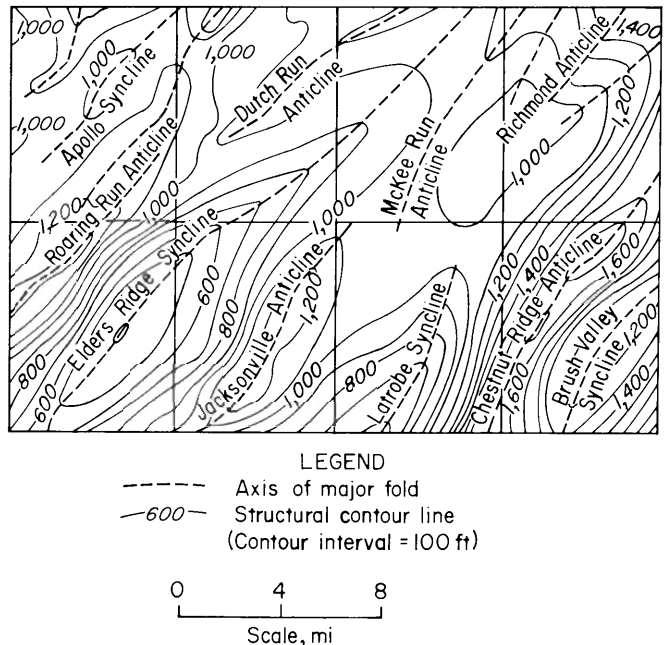 1,000
1,000
1,000
1,400
Apollo Syncline
Dutch Run
Anticline
Richmond Anticline
1,200
1,000
McKee Run
Anticline
1,000
Roaring Run Anticline
1,200
1,000
1,000
Elders Ridge Syncline
600
800
Jacksonville Anticline
1,200
1,200
1,400
Chestnut Ridge Anticline
1,600
Brush-Valley
Syncline
1,200
1,400
Latrobe Syncline
800
1,000
1,600
800
600
LEGEND
Axis of major fold
600 Structural contour line
(Contour interval = 100 ft)
0 4 8
Scale, mi